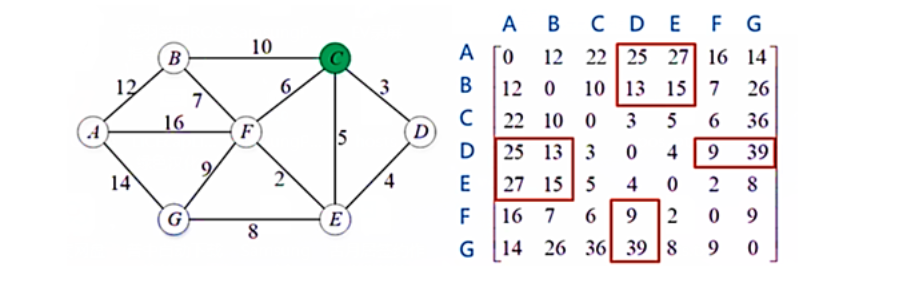 B 10 C
12 7 6 3
A 16 F 5 D
14 9 2 4
G 8 E
A B C D E F G
A 0 12 22 25 27 16 14
B 12 0 10 13 15 7 26
C 22 10 0 3 5 6 36
D 25 13 3 0 4 9 39
E 27 15 5 4 0 2 8
F 16 7 6 9 2 0 9
G 14 26 36 39 8 9 0